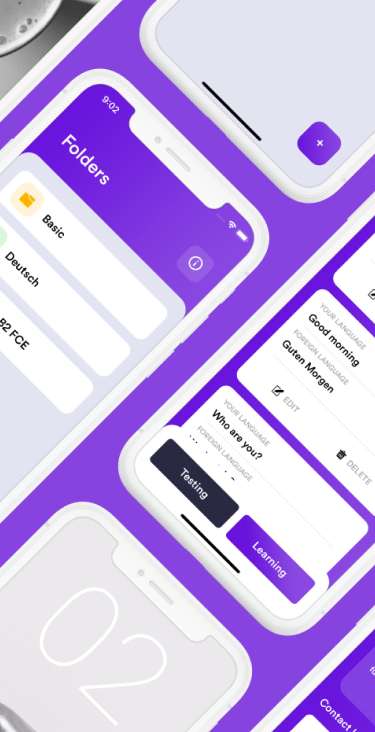 9:02
Folders
Basic
Deutsch
B2 FCE
+
YOUR LANGUAGE
Good morning
FOREIGN LANGUAGE
Guten Morgen
EDIT
DELETE
YOUR LANGUAGE
Who are you?
FOREIGN LANGUAGE
Testing
Learning
02
Contact